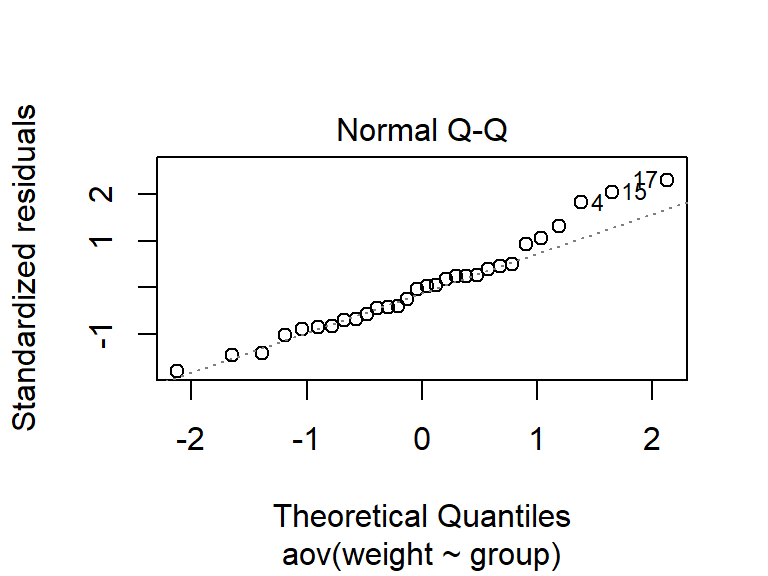 Normal Q-Q
Standardized residuals
2
1
-1
4
15
17
-2
-1
0
1
2
Theoretical Quantiles
aov(weight ~ group)